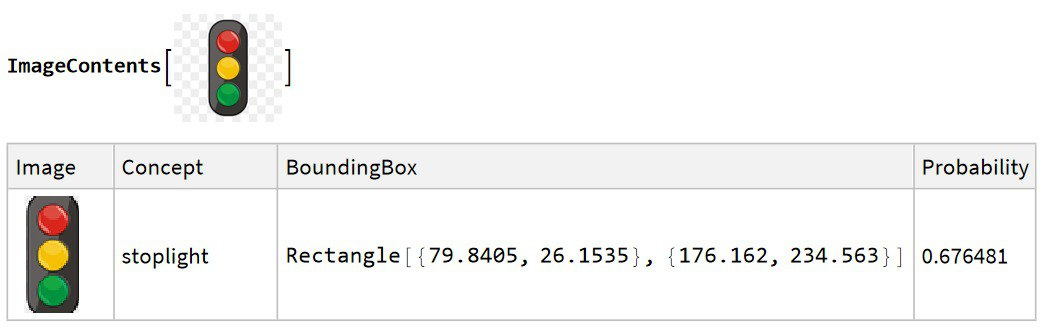 ImageContents[ ]
Image Concept BoundingBox Probability
stoplight Rectangle[{79.8405, 26.1535}, {176.162, 234.563}] 0.676481